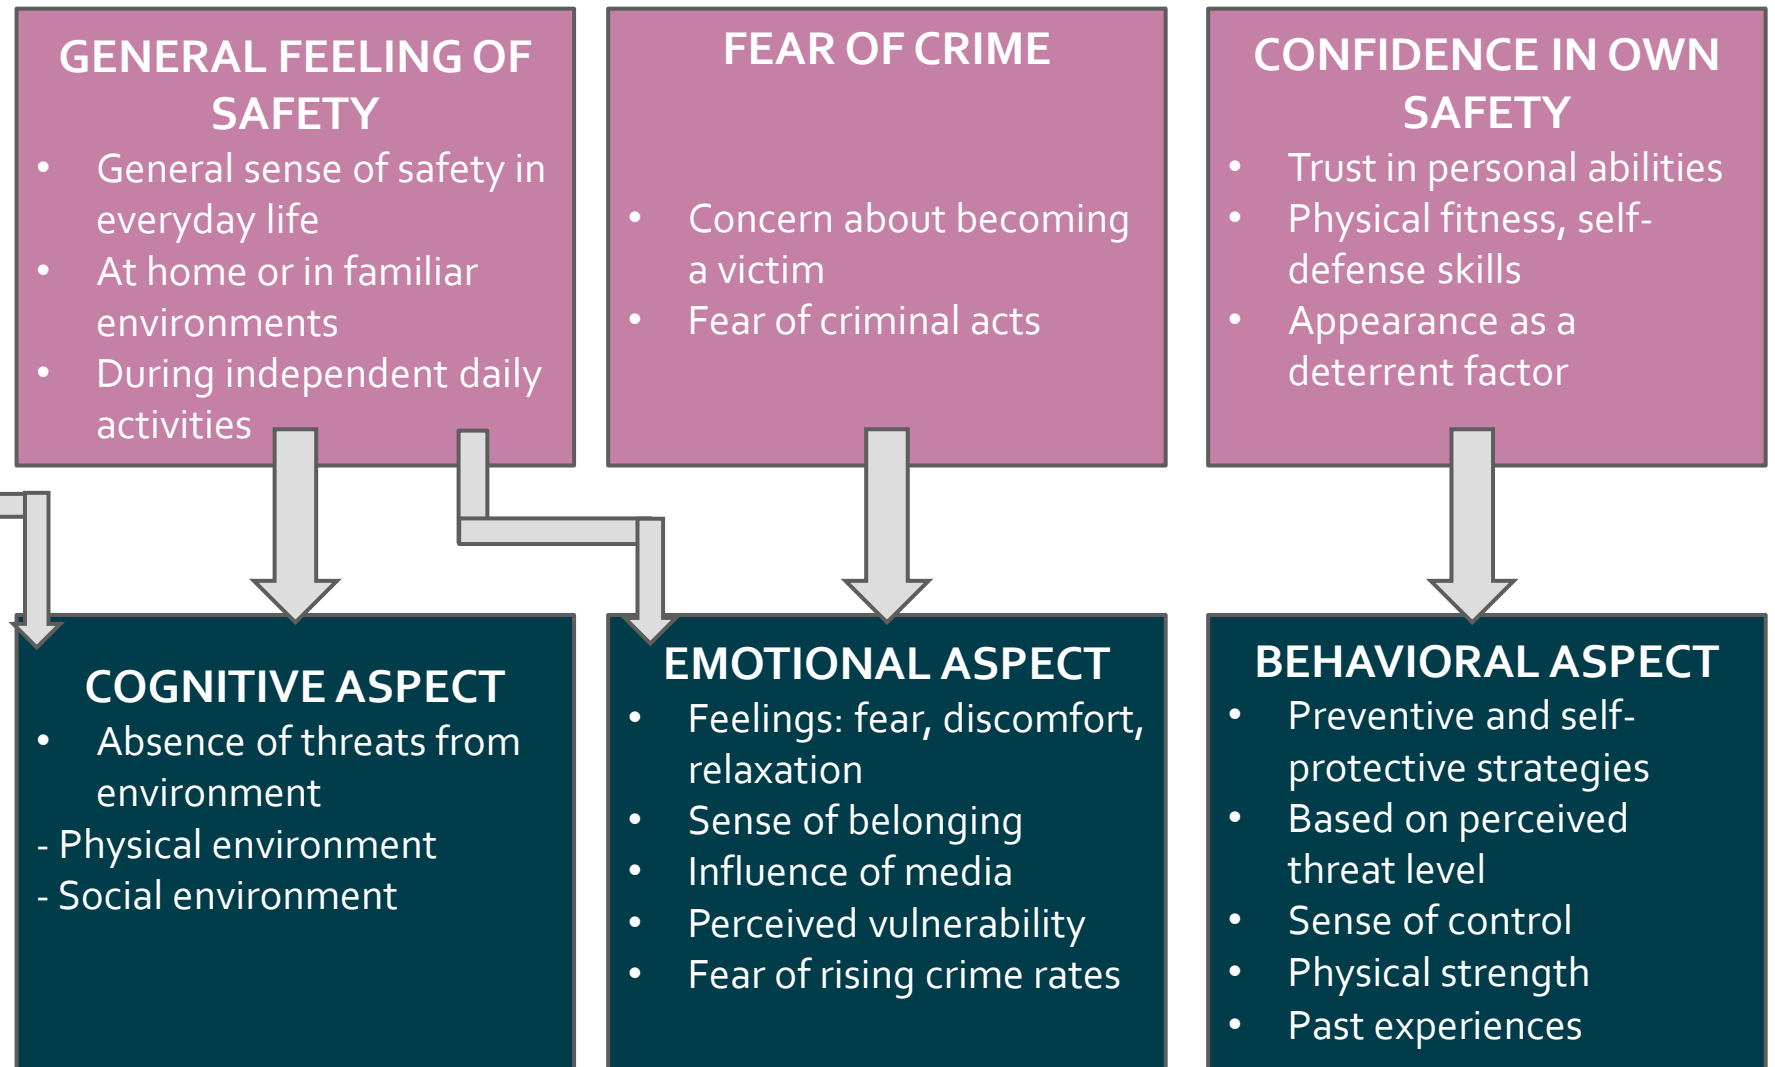 GENERAL FEELING OF
SAFETY
• General sense of safety in
everyday life
• At home or in familiar
environments
• During independent daily
activities
FEAR OF CRIME
• Concern about becoming
a victim
• Fear of criminal acts
CONFIDENCE IN OWN
SAFETY
• Trust in personal abilities
• Physical fitness, self-
defense skills
• Appearance as a
deterrent factor
COGNITIVE ASPECT
• Absence of threats from
environment
- Physical environment
- Social environment
EMOTIONAL ASPECT
• Feelings: fear, discomfort,
relaxation
• Sense of belonging
• Influence of media
• Perceived vulnerability
• Fear of rising crime rates
BEHAVIORAL ASPECT
• Preventive and self-
protective strategies
• Based on perceived
threat level
• Sense of control
• Physical strength
• Past experiences